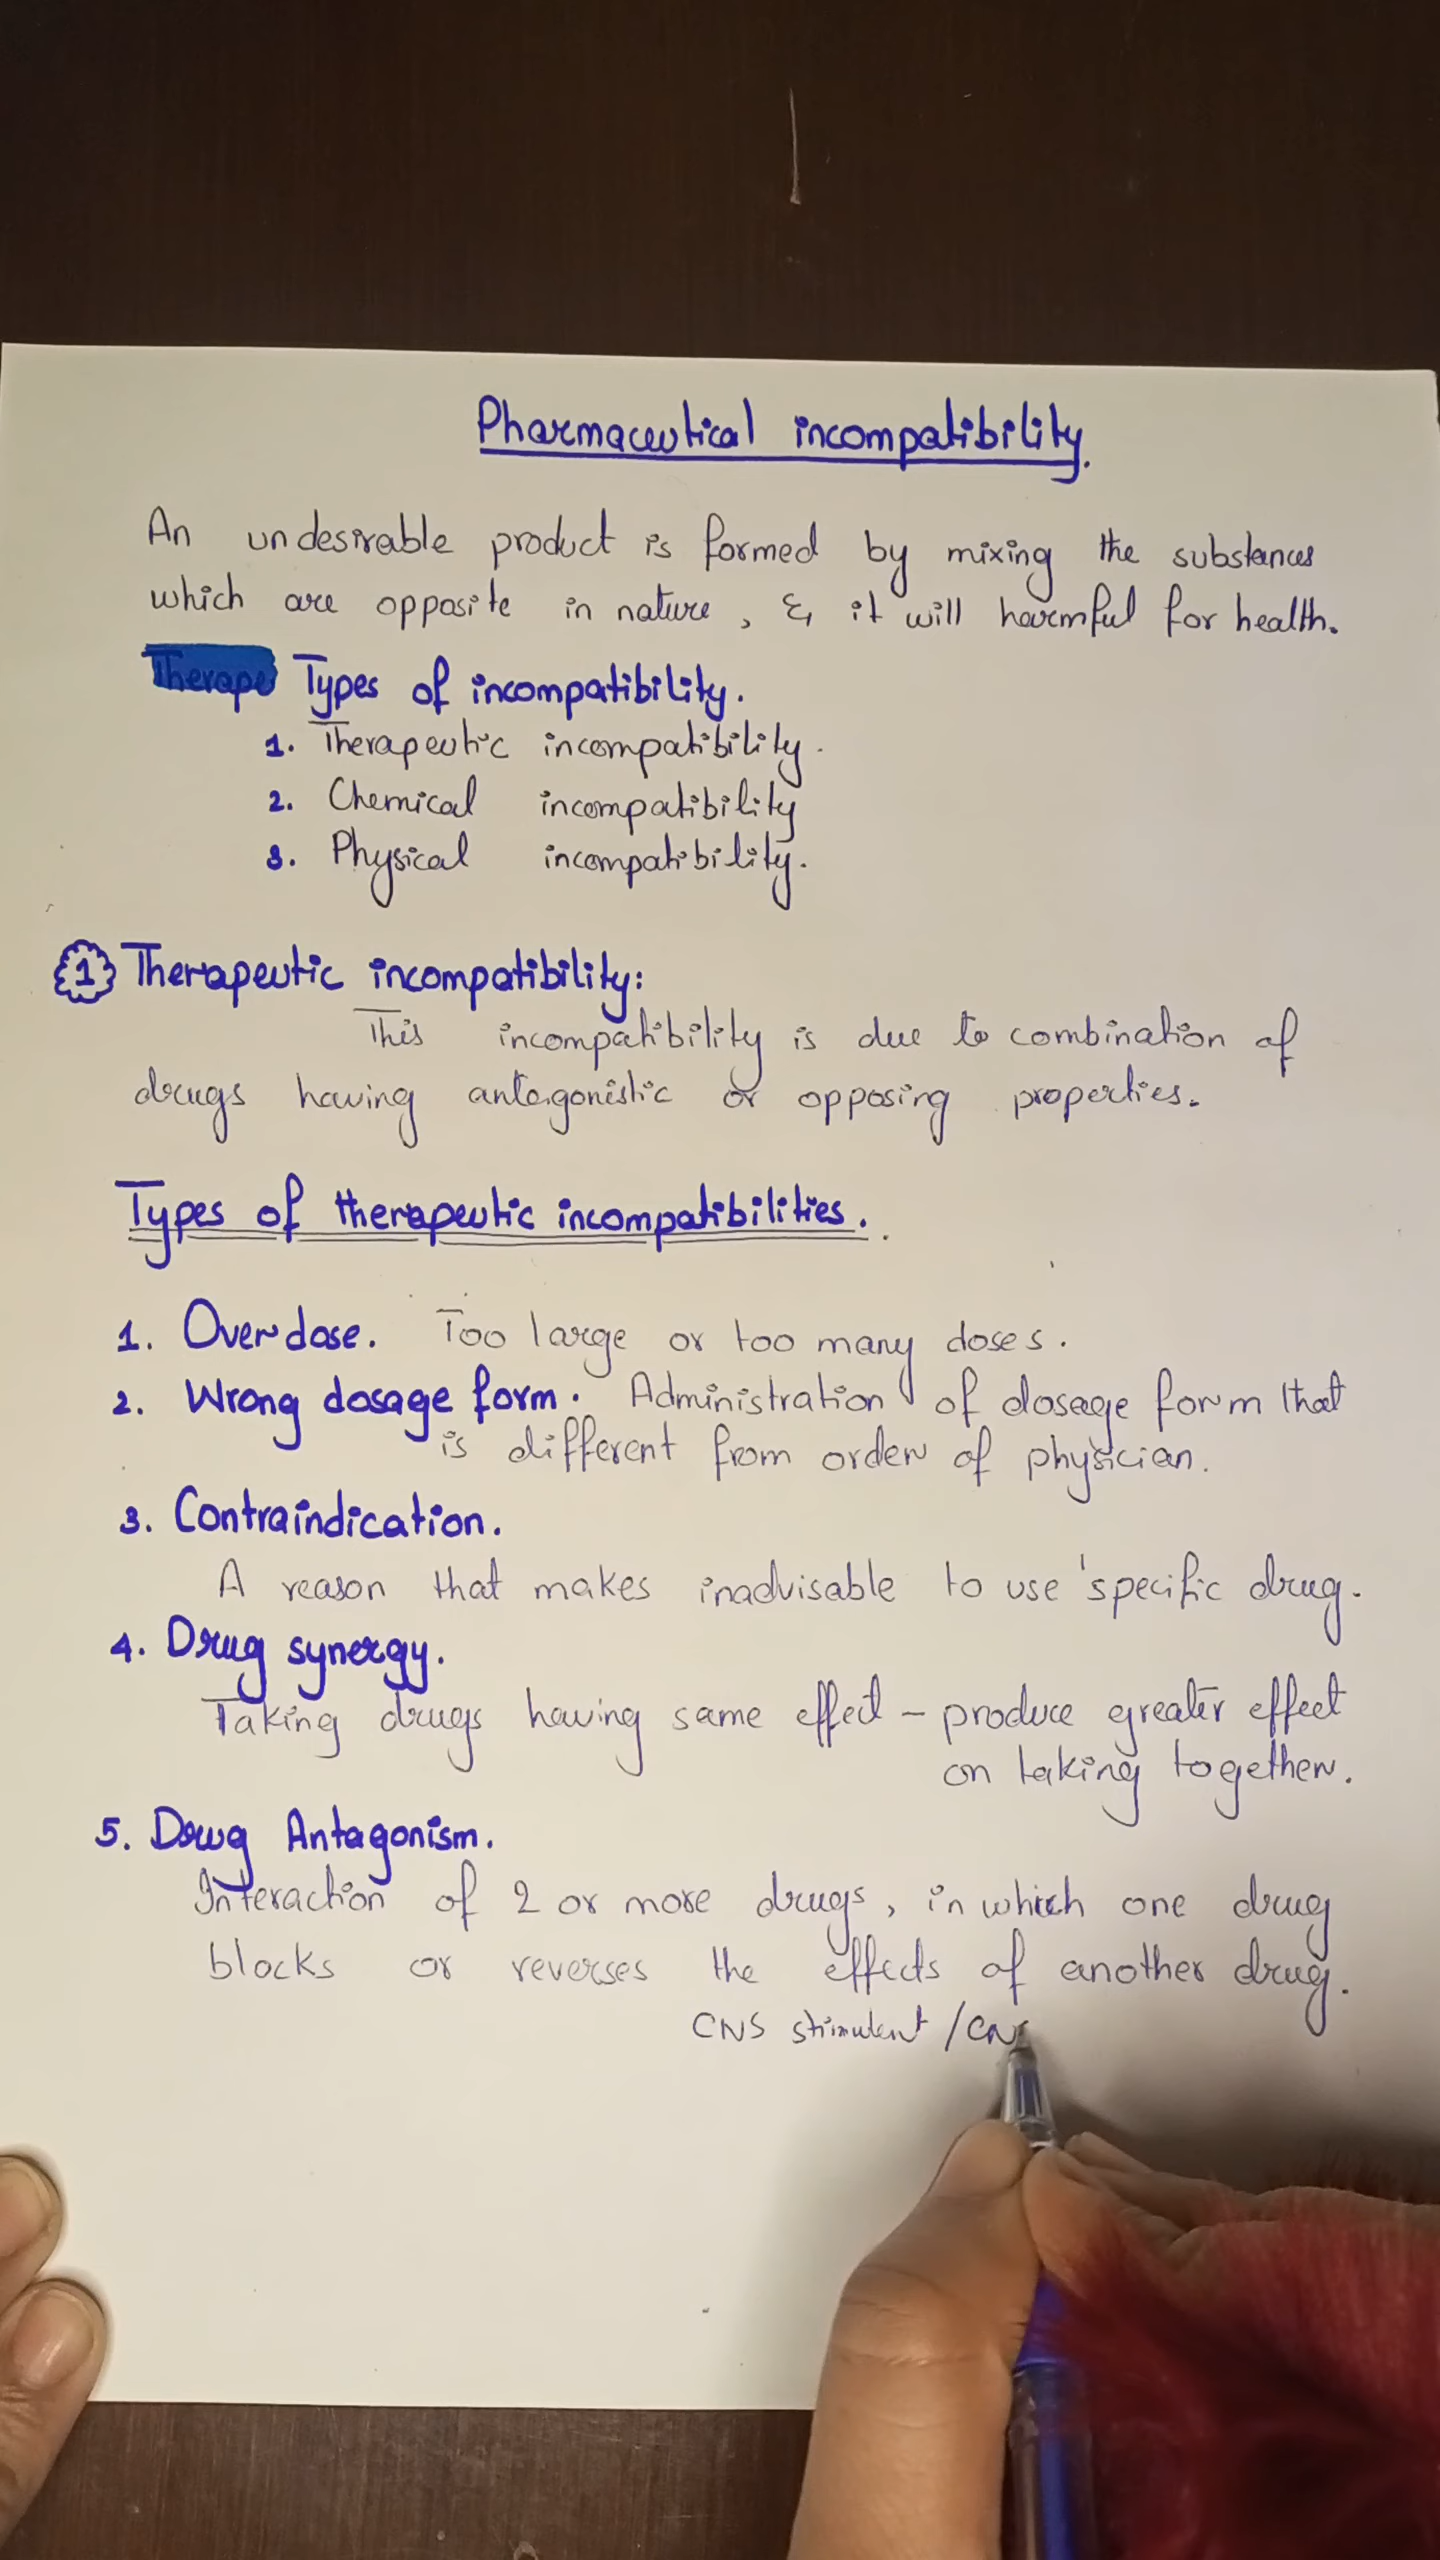 Pharmaceutical incompatibility.
An undesirable product is formed by mixing the substances
which are opposite in nature, & it will harmful for health.
Therape Types of incompatibility.
1. Therapeutic incompatibility.
2. Chemical incompatibility
3. Physical incompatibility.
1 Therapeutic incompatibility:
This incompatibility is due to combination of
drugs having antagonistic or opposing properties.
Types of therapeutic incompatibilities.
1. Overdose. Too large or too many doses.
2. Wrong dosage form. Administration of dosage form that
is different from order of physician.
3. Contraindication.
A reason that makes inadvisable to use specific drug.
4. Drug synergy.
Taking drugs having same effect - produce greater effect
on taking together.
5. Drug Antagonism.
Interaction of 2 or more drugs, in which one drug
blocks or reverses the effects of another drug.
CNS stimulent / CNS